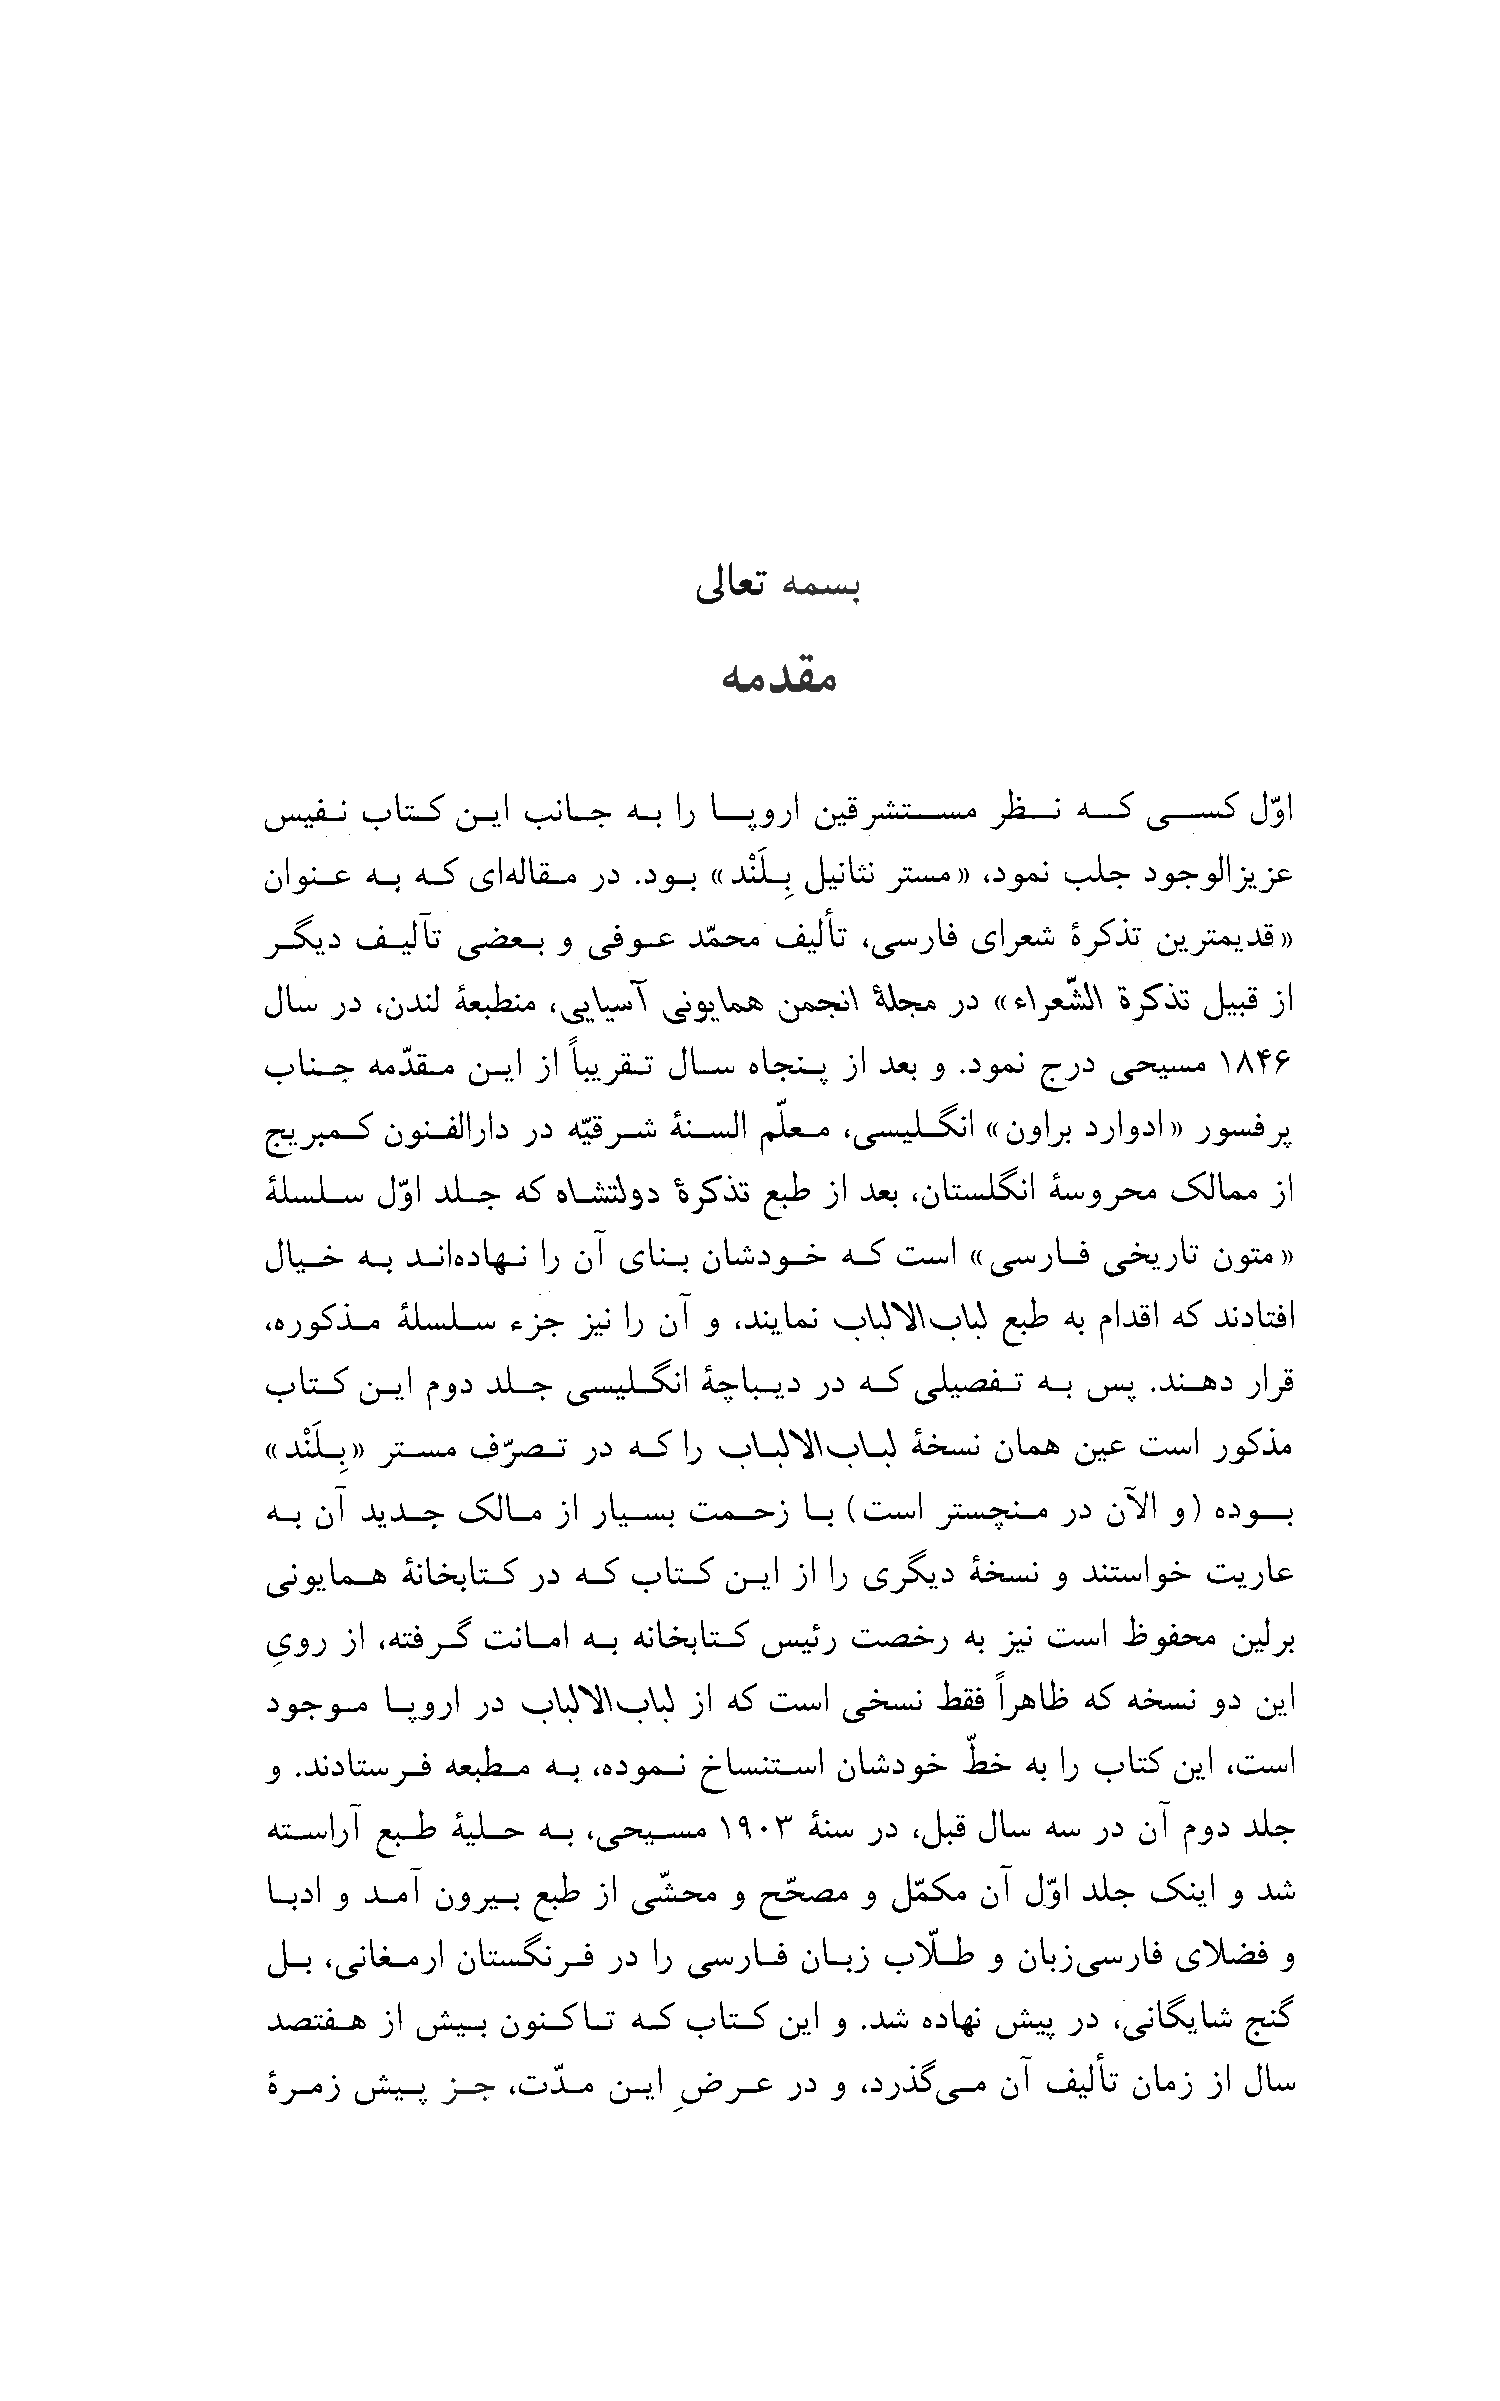 بسمه تعالی
مقدمه
اوّل کسی که نظر مستشرقین اروپا را به جانب این کتاب نفیس
عزیزالوجود جلب نمود، «مستر نثانیل بِلَنْد» بود. در مقاله‌ای که به عنوان
«قدیمترین تذکرهٔ شعرای فارسی، تألیف محمّد عوفی و بعضی تآلیف دیگر
از قبیل تذکرة الشّعراء» در مجلهٔ انجمن همایونی آسیایی، منطبعهٔ لندن، در سال
۱۸۴۶ مسیحی درج نمود. و بعد از پنجاه سال تقریباً از این مقدّمه جناب
پرفسور «ادوارد براون» انگلیسی، معلّم السنهٔ شرقیّه در دارالفنون کمبریج
از ممالک محروسهٔ انگلستان، بعد از طبع تذکرهٔ دولتشاه که جلد اوّل سلسلهٔ
«متون تاریخی فارسی» است که خودشان بنای آن را نهاده‌اند به خیال
افتادند که اقدام به طبع لباب‌الالباب نمایند، و آن را نیز جزء سلسلهٔ مذکوره،
قرار دهند. پس به تفصیلی که در دیباچهٔ انگلیسی جلد دوم این کتاب
مذکور است عین همان نسخهٔ لباب‌الالباب را که در تصرّف مستر «بِلَنْد»
بوده (و الآن در منچستر است) با زحمت بسیار از مالک جدید آن به
عاریت خواستند و نسخهٔ دیگری را از این کتاب که در کتابخانهٔ همایونی
برلین محفوظ است نیز به رخصت رئیس کتابخانه به امانت گرفته، از رویِ
این دو نسخه که ظاهراً فقط نسخی است که از لباب‌الالباب در اروپا موجود
است، این کتاب را به خطّ خودشان استنساخ نموده، به مطبعه فرستادند. و
جلد دوم آن در سه سال قبل، در سنهٔ ۱۹۰۳ مسیحی، به حلیهٔ طبع آراسته
شد و اینک جلد اوّل آن مکمّل و مصحّح و محشّی از طبع بیرون آمد و ادبا
و فضلای فارسی‌زبان و طلّاب زبان فارسی را در فرنگستان ارمغانی، بل
گنج شایگانی، در پیش نهاده شد. و این کتاب که تاکنون بیش از هفتصد
سال از زمان تألیف آن می‌گذرد، و در عرضِ این مدّت، جز پیش زمرهٔ